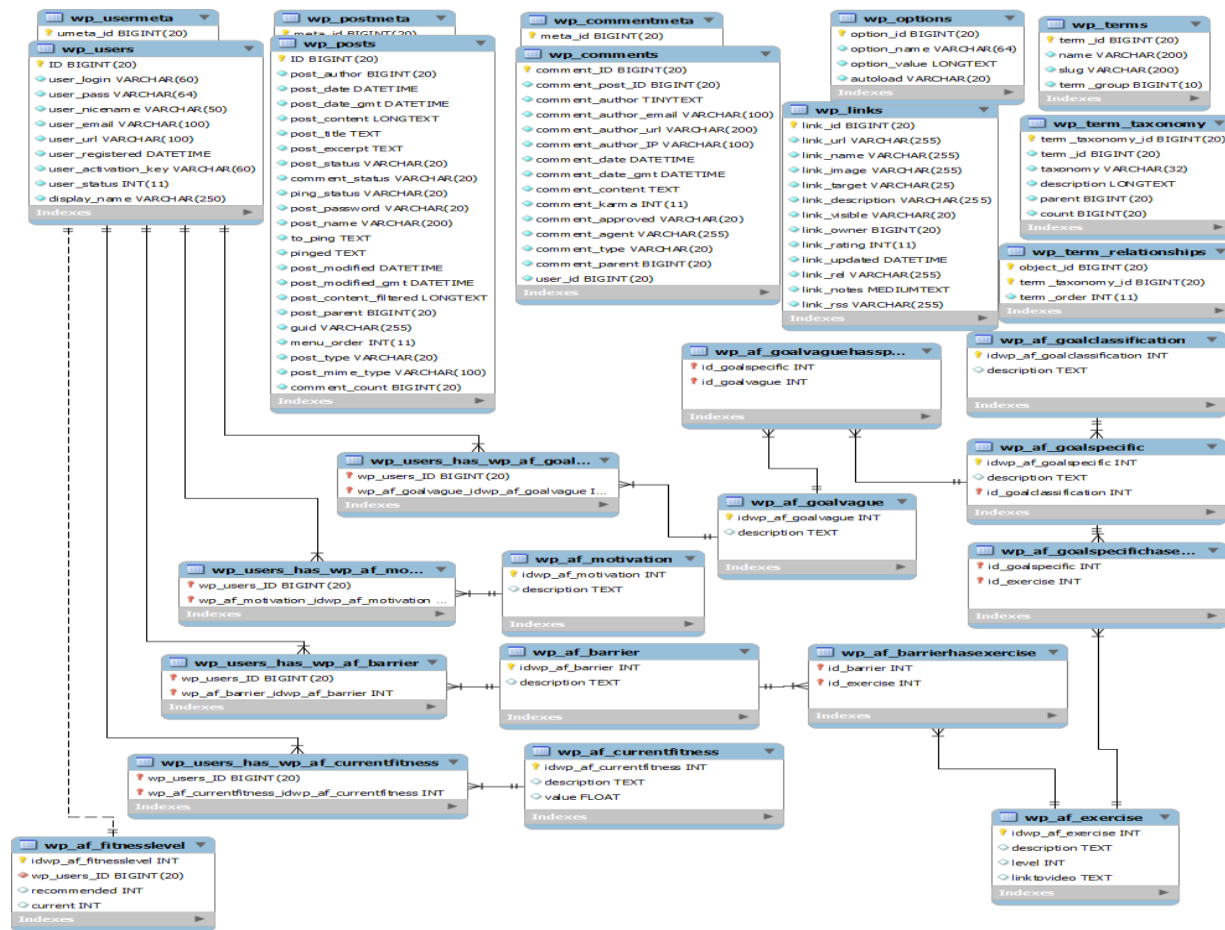 wp_usermeta
umeta_id BIGINT(20)
wp_users
ID BIGINT(20)
user_login VARCHAR(60)
user_pass VARCHAR(64)
user_nicename VARCHAR(50)
user_email VARCHAR(100)
user_url VARCHAR(100)
user_registered DATETIME
user_activation_key VARCHAR(60)
user_status INT(11)
display_name VARCHAR(250)
Indexes
wp_postmeta
meta_id BIGINT(20)
wp_posts
ID BIGINT(20)
post_author BIGINT(20)
post_date DATETIME
post_date_gmt DATETIME
post_content LONGTEXT
post_title TEXT
post_excerpt TEXT
post_status VARCHAR(20)
comment_status VARCHAR(20)
ping_status VARCHAR(20)
post_password VARCHAR(20)
post_name VARCHAR(200)
to_ping TEXT
pinged TEXT
post_modified DATETIME
post_modified_gmt DATETIME
post_content_filtered LONGTEXT
post_parent BIGINT(20)
guid VARCHAR(255)
menu_order INT(11)
post_type VARCHAR(20)
post_mime_type VARCHAR(100)
comment_count BIGINT(20)
Indexes
wp_commentmeta
meta_id BIGINT(20)
wp_comments
comment_ID BIGINT(20)
comment_post_ID BIGINT(20)
comment_author TINYTEXT
comment_author_email VARCHAR(100)
comment_author_url VARCHAR(200)
comment_author_IP VARCHAR(100)
comment_date DATETIME
comment_date_gmt DATETIME
comment_content TEXT
comment_karma INT(11)
comment_approved VARCHAR(20)
comment_agent VARCHAR(255)
comment_type VARCHAR(20)
comment_parent BIGINT(20)
user_id BIGINT(20)
Indexes
wp_options
option_id BIGINT(20)
option_name VARCHAR(64)
option_value LONGTEXT
autoload VARCHAR(20)
wp_links
link_id BIGINT(20)
link_url VARCHAR(255)
link_name VARCHAR(255)
link_image VARCHAR(255)
link_target VARCHAR(25)
link_description VARCHAR(255)
link_visible VARCHAR(20)
link_owner BIGINT(20)
link_rating INT(11)
link_updated DATETIME
link_rel VARCHAR(255)
link_notes MEDIUMTEXT
link_rss VARCHAR(255)
Indexes
wp_terms
term_id BIGINT(20)
name VARCHAR(200)
slug VARCHAR(200)
term_group BIGINT(10)
Indexes
wp_term_taxonomy
term_taxonomy_id BIGINT(20)
term_id BIGINT(20)
taxonomy VARCHAR(32)
description LONGTEXT
parent BIGINT(20)
count BIGINT(20)
Indexes
wp_term_relationships
object_id BIGINT(20)
term_taxonomy_id BIGINT(20)
term_order INT(11)
Indexes
wp_af_goalvaguehassp...
id_goalspecific INT
id_goalvague INT
Indexes
wp_af_goalclassification
idwp_af_goalclassification INT
description TEXT
Indexes
wp_af_goalspecific
idwp_af_goalspecific INT
description TEXT
id_goalclassification INT
Indexes
wp_users_has_wp_af_goal...
wp_users_ID BIGINT(20)
wp_af_goalvague_idwp_af_goalvague I...
Indexes
wp_af_goalvague
idwp_af_goalvague INT
description TEXT
Indexes
wp_af_goalspecifichase...
id_goalspecific INT
id_exercise INT
Indexes
wp_users_has_wp_af_mo...
wp_users_ID BIGINT(20)
wp_af_motivation_idwp_af_motivation ...
Indexes
wp_af_motivation
idwp_af_motivation INT
description TEXT
Indexes
wp_users_has_wp_af_barrier
wp_users_ID BIGINT(20)
wp_af_barrier_idwp_af_barrier INT
Indexes
wp_af_barrier
idwp_af_barrier INT
description TEXT
Indexes
wp_af_barrierhasexercise
id_barrier INT
id_exercise INT
Indexes
wp_users_has_wp_af_currentfitness
wp_users_ID BIGINT(20)
wp_af_currentfitness_idwp_af_currentfitness INT
Indexes
wp_af_currentfitness
idwp_af_currentfitness INT
description TEXT
value FLOAT
Indexes
wp_af_fitnesslevel
idwp_af_fitnesslevel INT
wp_users_ID BIGINT(20)
recommended INT
current INT
Indexes
wp_af_exercise
idwp_af_exercise INT
description TEXT
level INT
linktovideo TEXT
Indexes